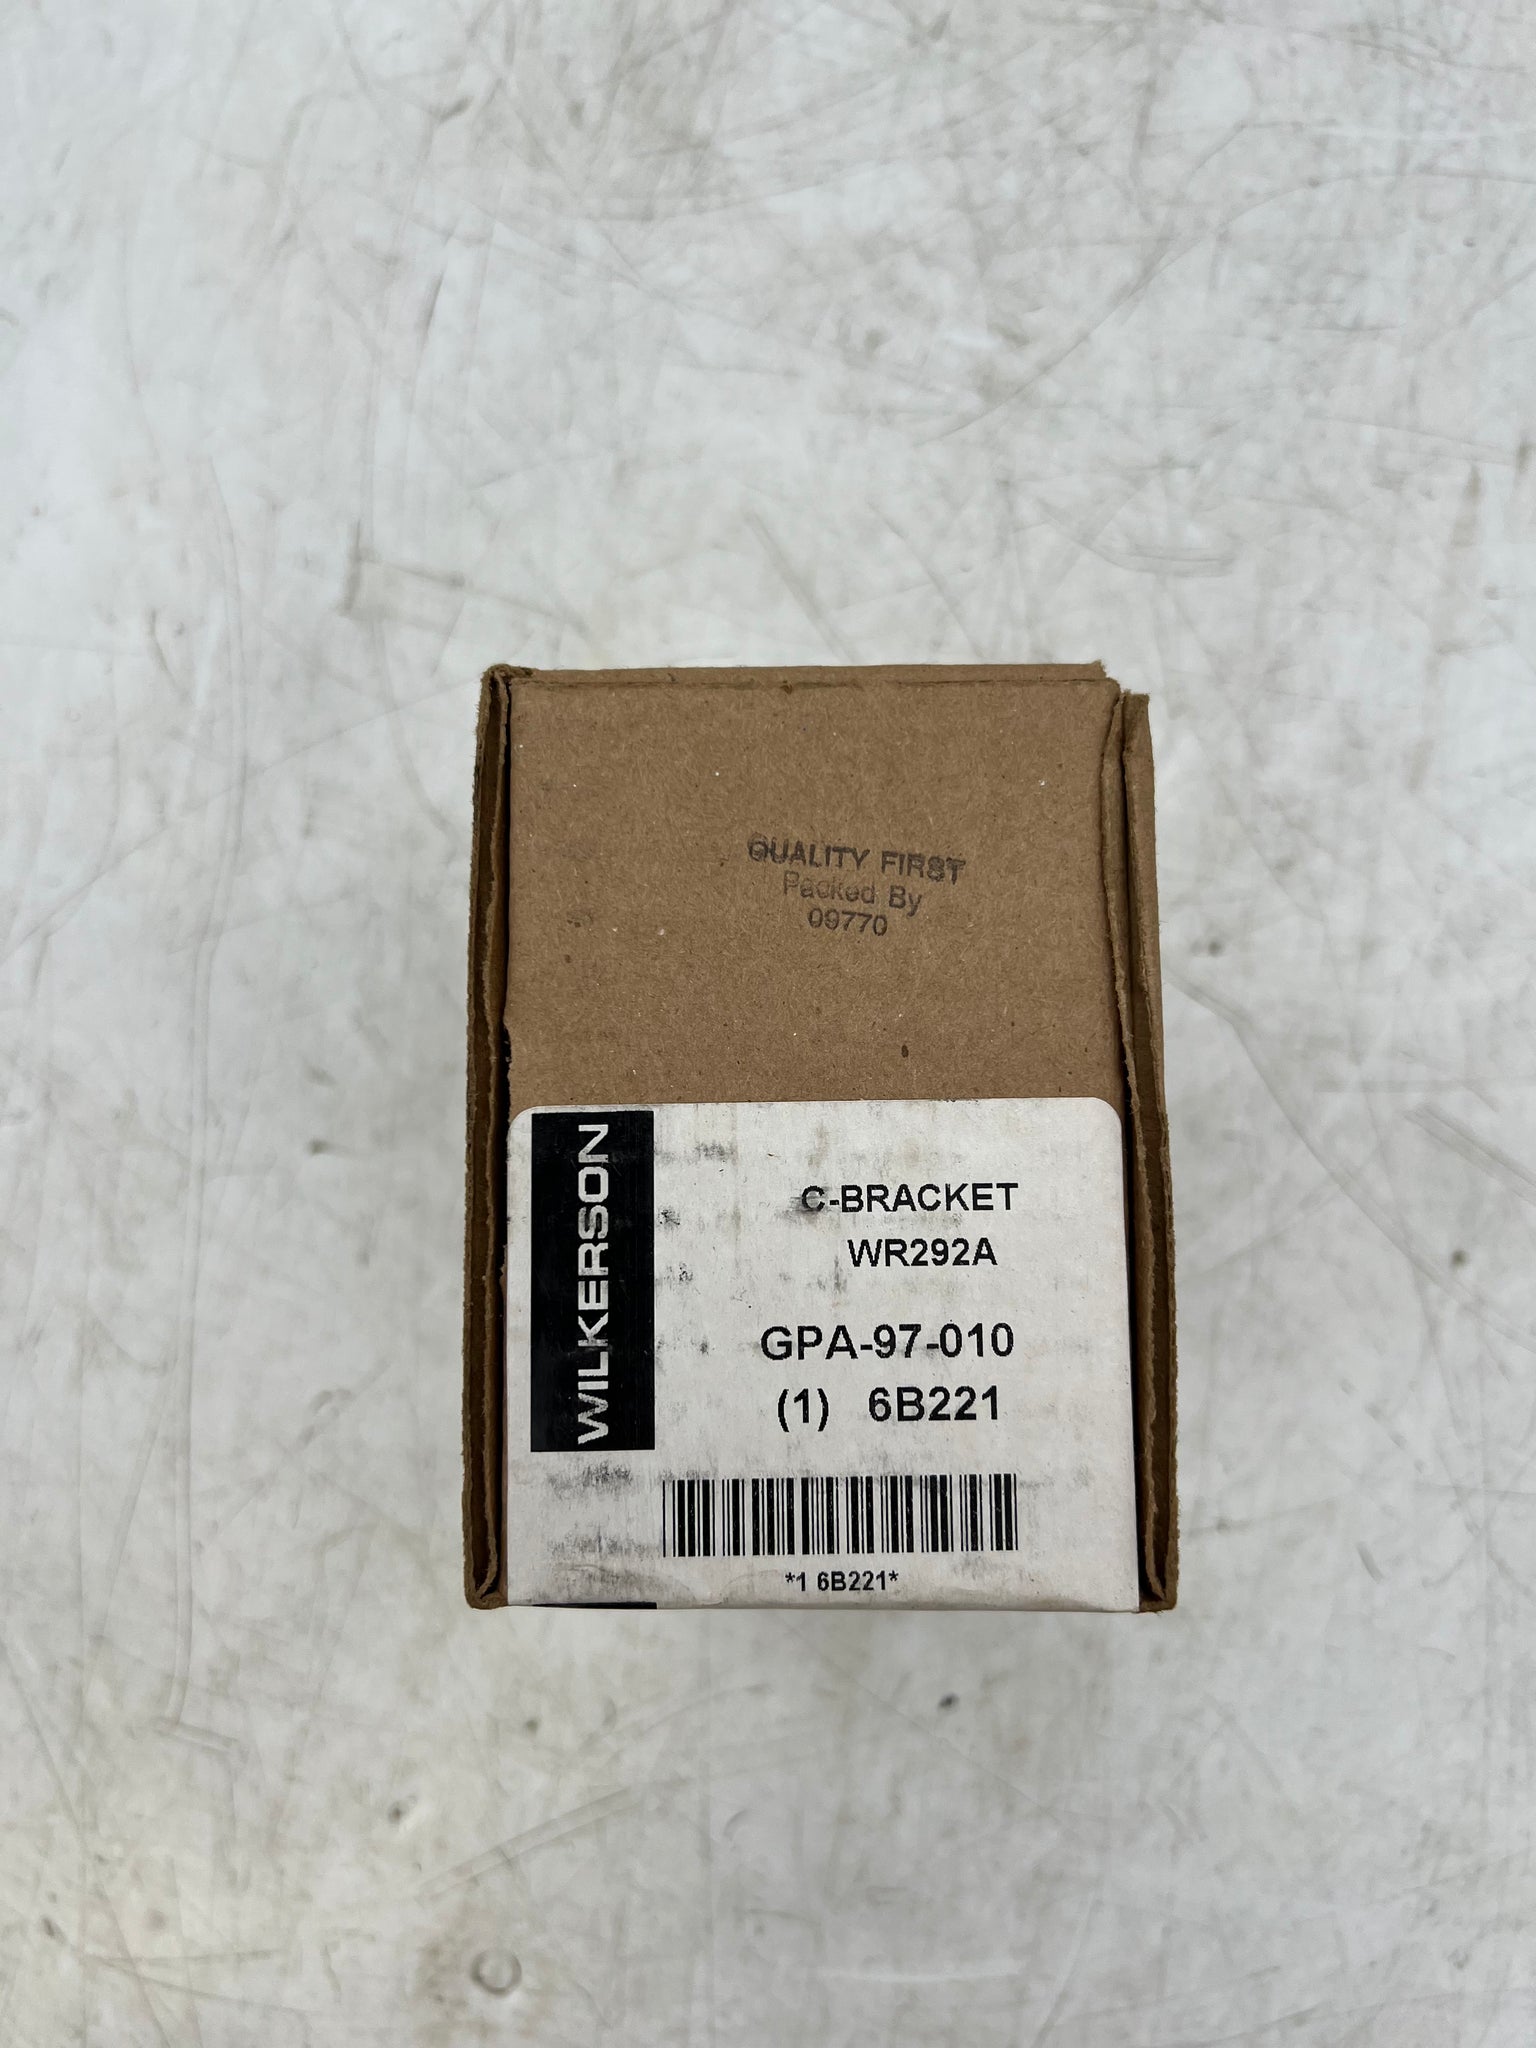 QUALITY FIRST
Packed By
09770
WILKERSON
C-BRACKET
WR292A
GPA-97-010
(1) 6B221
*1 6B221*